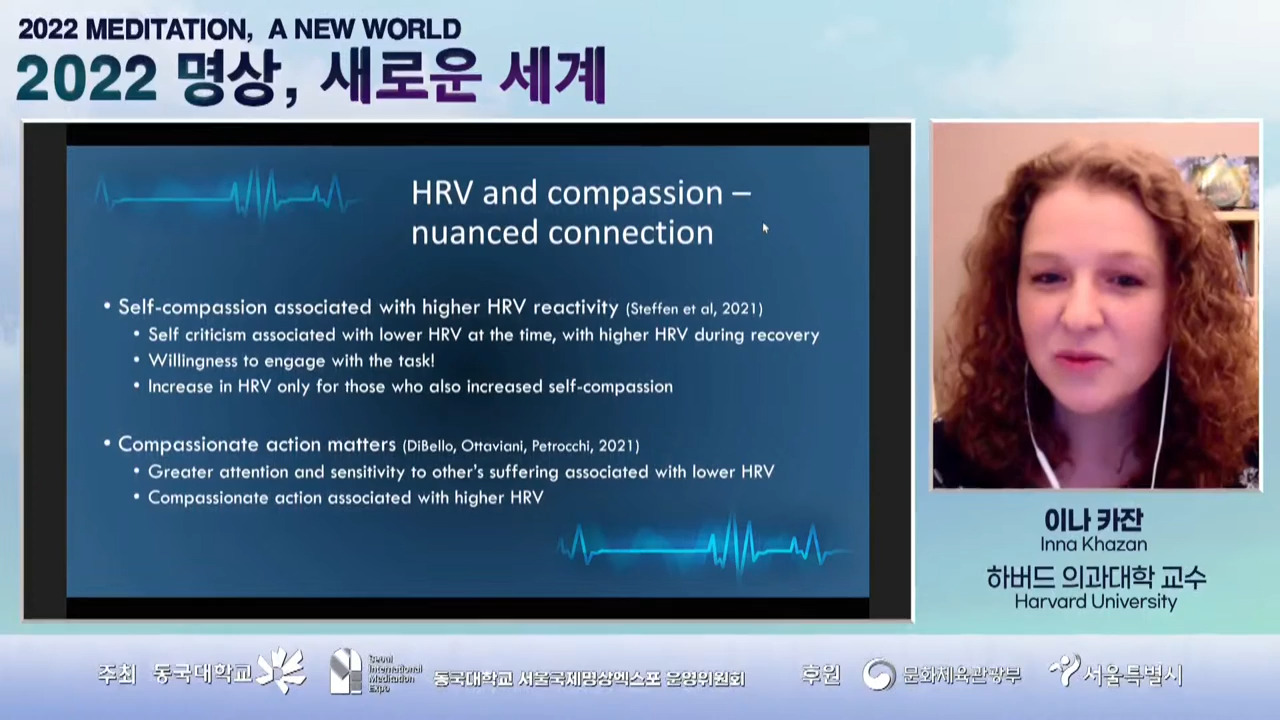 2022 MEDITATION, A NEW WORLD
2022 명상, 새로운 세계
HRV and compassion –
nuanced connection
• Self-compassion associated with higher HRV reactivity (Steffen et al, 2021)
• Self criticism associated with lower HRV at the time, with higher HRV during recovery
• Willingness to engage with the task!
• Increase in HRV only for those who also increased self-compassion
• Compassionate action matters (DiBello, Ottaviani, Petrocchi, 2021)
• Greater attention and sensitivity to other's suffering associated with lower HRV
• Compassionate action associated with higher HRV
이나 카잔
Inna Khazan
하버드 의과대학 교수
Harvard University
주최 동국대학교
Seoul
International
Meditation
Expo
동국대학교 서울국제명상엑스포 운영위원회
후원 문화체육관광부 서울특별시